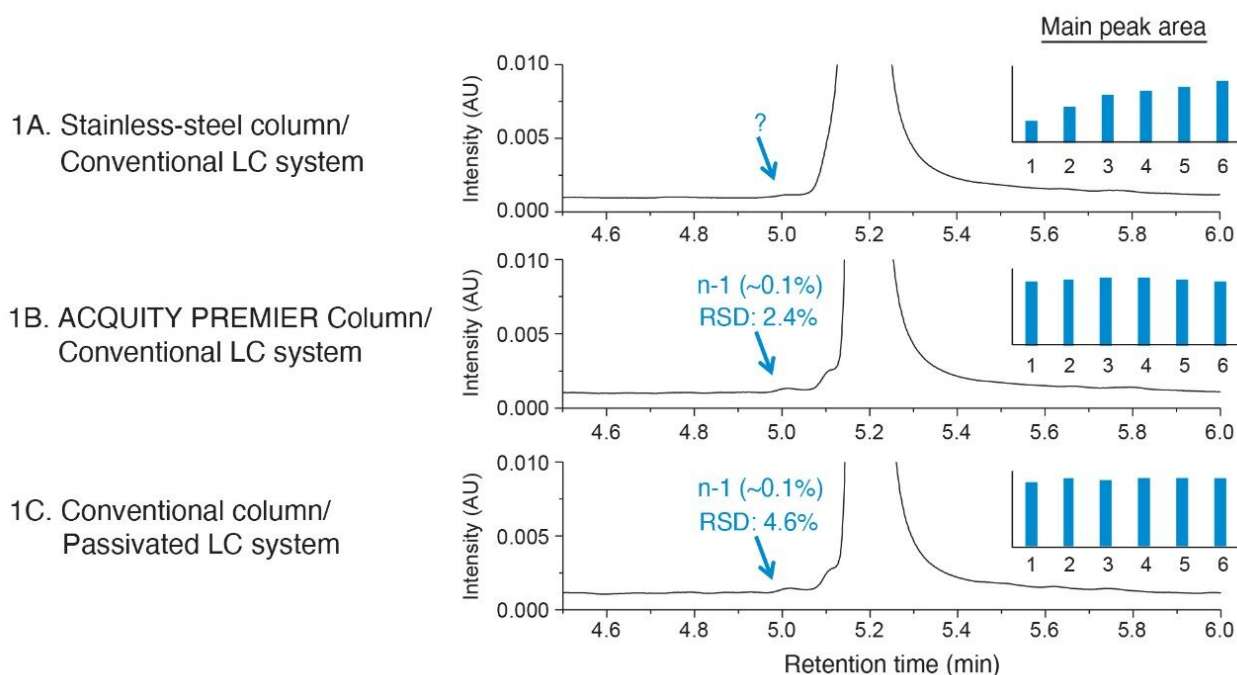 Main peak area
1A. Stainless-steel column/
Conventional LC system
Intensity (AU)
0.010
0.005
0.000
?
1 2 3 4 5 6
4.6 4.8 5.0 5.2 5.4 5.6 5.8 6.0
1B. ACQUITY PREMIER Column/
Conventional LC system
Intensity (AU)
0.010
0.005
0.000
n-1 (~0.1%)
RSD: 2.4%
1 2 3 4 5 6
4.6 4.8 5.0 5.2 5.4 5.6 5.8 6.0
1C. Conventional column/
Passivated LC system
Intensity (AU)
0.010
0.005
0.000
n-1 (~0.1%)
RSD: 4.6%
1 2 3 4 5 6
4.6 4.8 5.0 5.2 5.4 5.6 5.8 6.0
Retention time (min)